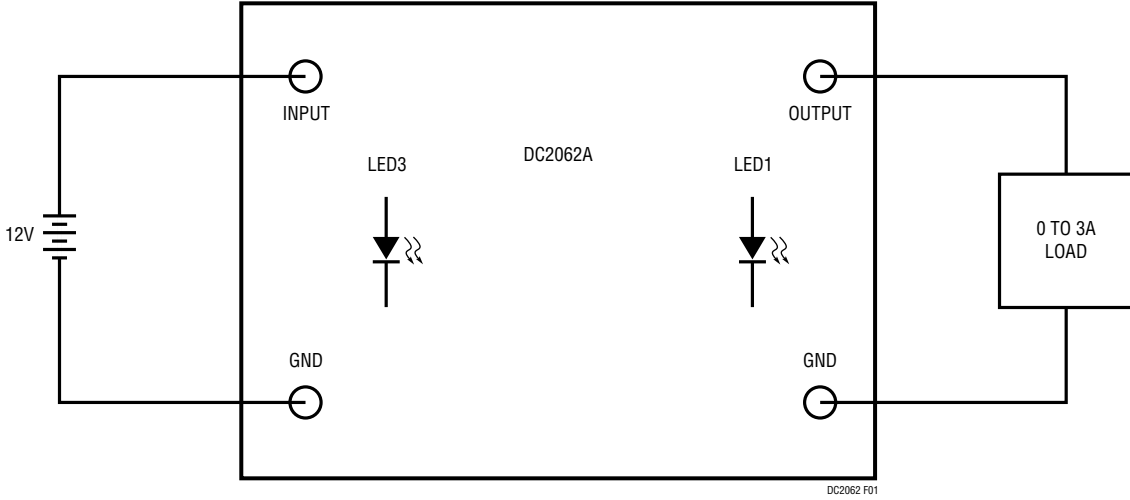 INPUT
OUTPUT
DC2062A
LED3
LED1
12V
0 TO 3A
LOAD
GND
GND
DC2062 F01